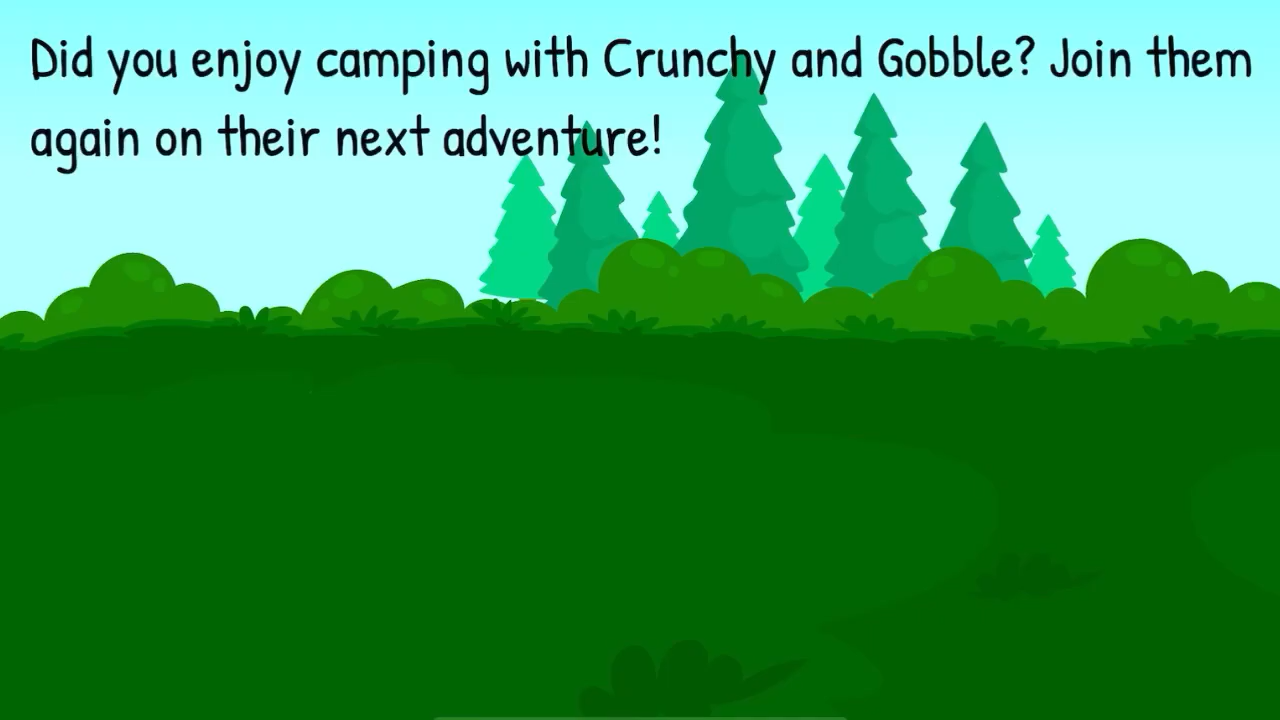 Did you enjoy camping with Crunchy and Gobble? Join them
again on their next adventure!